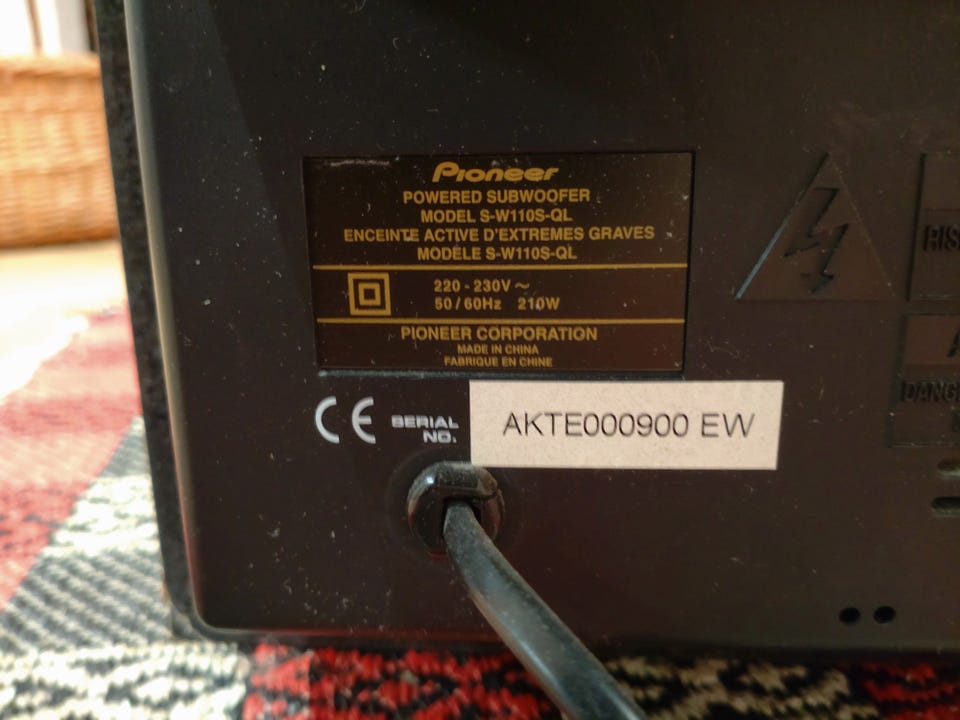 Pioneer
POWERED SUBWOOFER
MODEL S-W110S-QL
ENCEINTE ACTIVE D'EXTREMES GRAVES
MODELE S-W110S-QL
220 - 230V ~
50 / 60Hz 210W
PIONEER CORPORATION
MADE IN CHINA
FABRIQUE EN CHINE
CE SERIAL
NO.
AKTE000900 EW